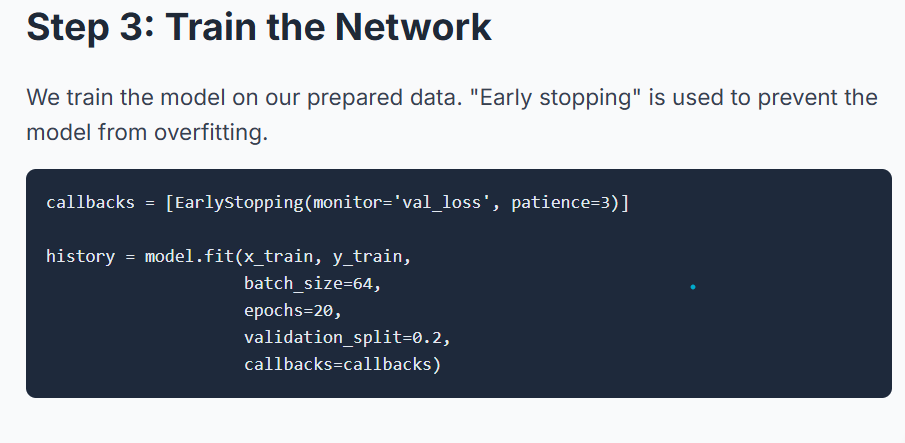 Step 3: Train the Network
We train the model on our prepared data. "Early stopping" is used to prevent the
model from overfitting.
callbacks = [EarlyStopping(monitor='val_loss', patience=3)]
history = model.fit(x_train, y_train,
batch_size=64,
epochs=20,
validation_split=0.2,
callbacks=callbacks)